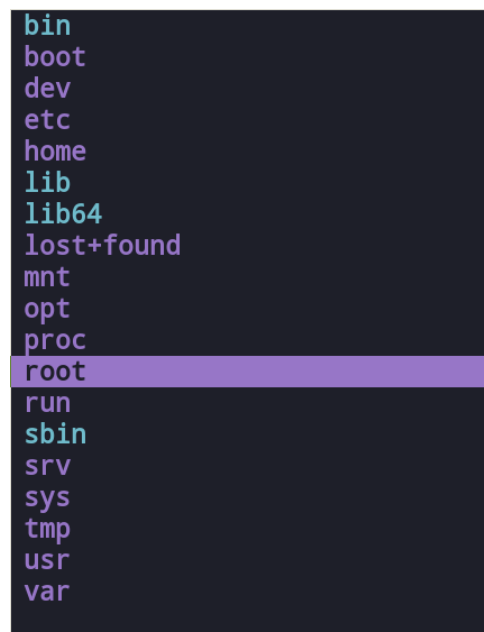 bin
boot
dev
etc
home
lib
lib64
lost+found
mnt
opt
proc
root
run
sbin
srv
sys
tmp
usr
var